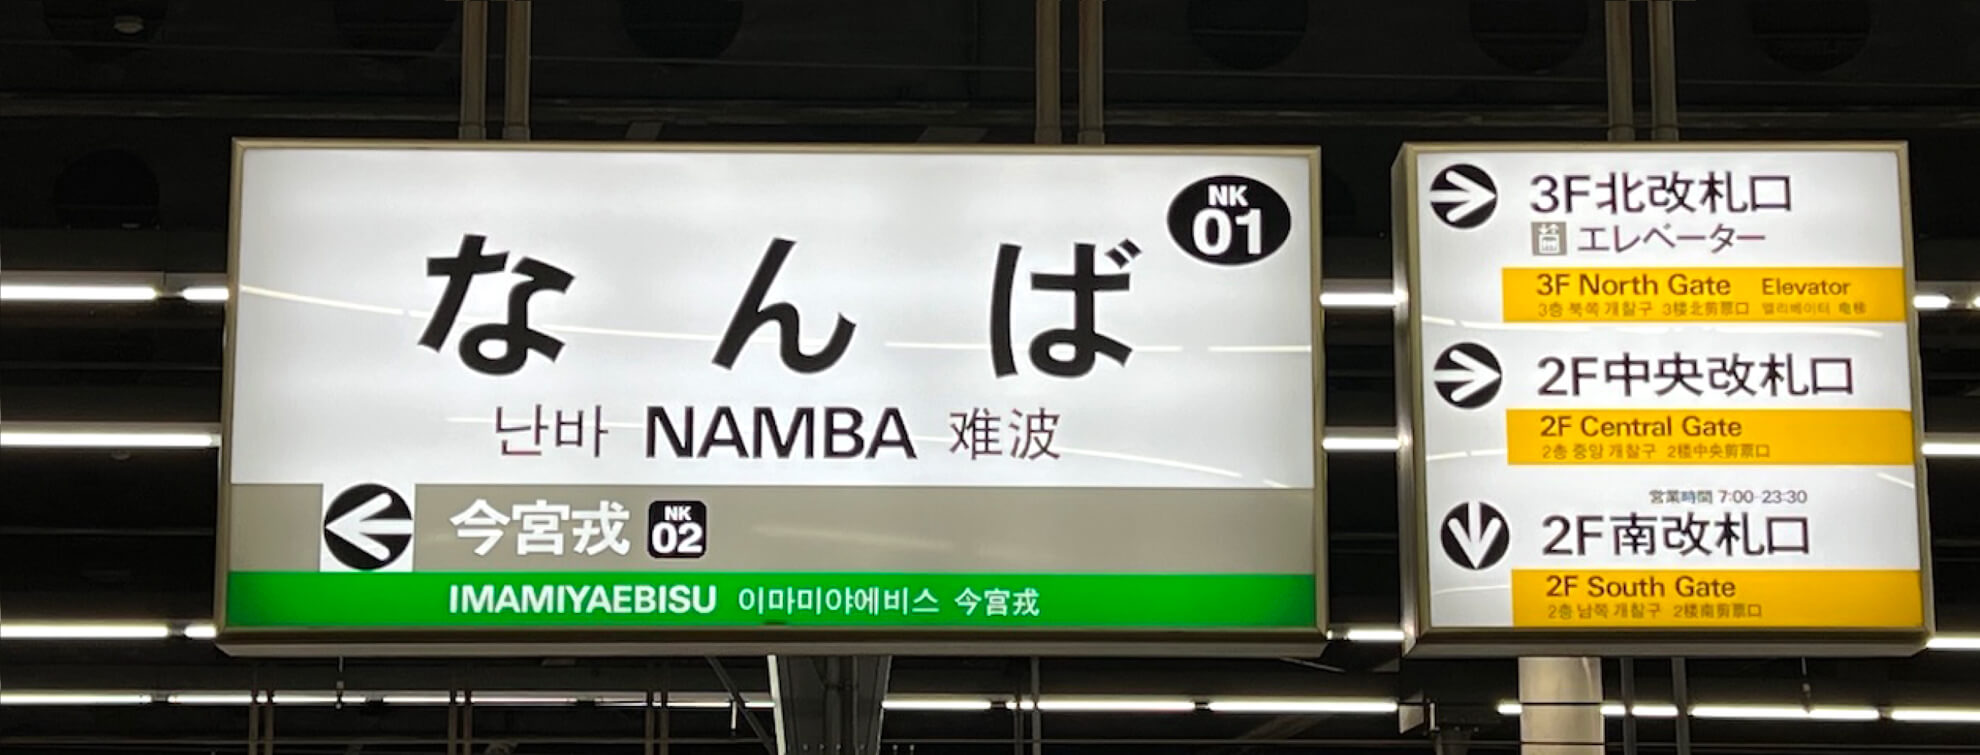 なんば
NK
01
난바 NAMBA 难波
今宮戎 NK 02
IMAMIYAEBISU 이마미야에비스 今宫戎
3F北改札口
エレベーター
3F North Gate Elevator
3층 북쪽 개찰구 3楼北剪票口 엘리베이터 电梯
2F中央改札口
2F Central Gate
2층 중앙 개찰구 2楼中央剪票口
営業時間 7:00-23:30
2F南改札口
2F South Gate
2층 남쪽 개찰구 2楼南剪票口